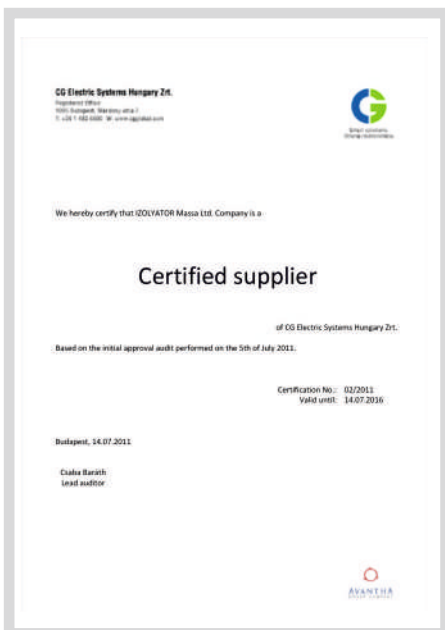 CG Electric Systems Hungary Zrt.
Registered Office
We hereby certify that IZOLYATOR Massa Ltd. Company is a
Certified supplier
of CG Electric Systems Hungary Zrt.
Based on the initial approval audit performed on the 5th of July 2011.
Certification No.: 02/2011
Valid until: 14.07.2016
Budapest, 14.07.2011
Csaba Baráth
Lead auditor
AVANTHA